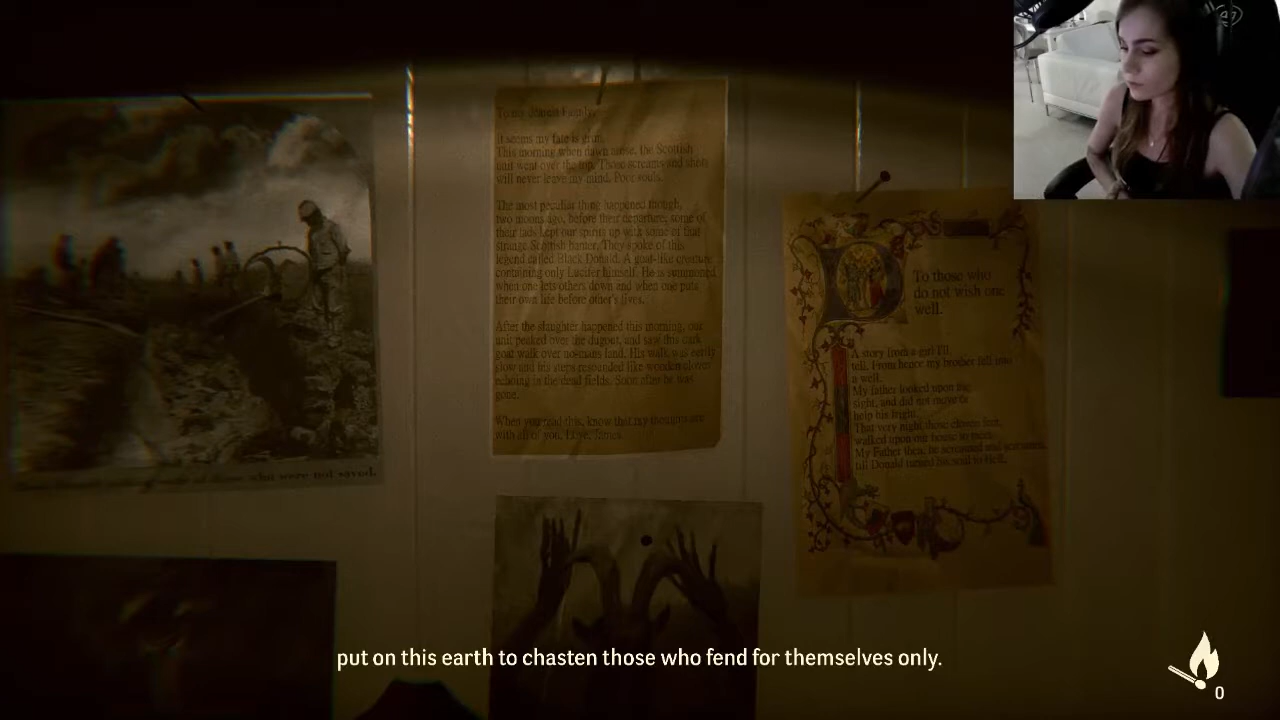 To my dearest Family,
It seems my fate is grim.
This morning when dawn arose, the Scottish
unit went over the top. Those screams and shots
will never leave my mind. Poor souls.
The most peculiar thing happened though,
two moons ago, before their departure, some of
their lads kept our spirits up with some of that
strange Scottish humor. They spoke of this
legend called Black Donald. A goat-like creature
containing only Lucifer himself. He is summoned
when one lets others down and when one puts
their own life before other's lives.
After the slaughter happened this morning, our
unit peaked over the dugout, and saw this dark
goat walk over no-mans land. His walk was eerily
slow and his steps resounded like wooden cloves
echoing in the dead fields. Soon after he was
gone.
When you read this, know that my thoughts are
with all of you. Love, James.
To those who
do not wish one
well.
A story from a girl I'll
tell. From hence my brother fell into
a well.
My father looked upon the
sight, and did not move to
help his fright.
That very night those cloven feet,
walked upon our house to meet.
My Father then, he screamed and screamed,
till Donald turned his soul to Hell.
of those who were not saved.
put on this earth to chasten those who fend for themselves only.
0